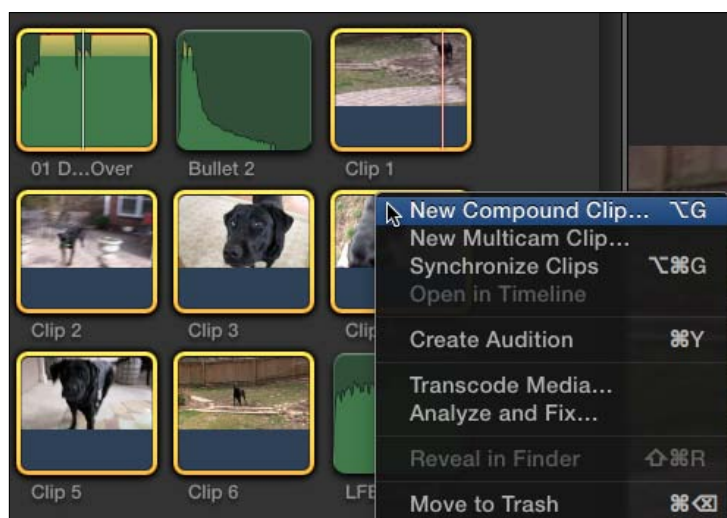 01 D...Over
Bullet 2
Clip 1
New Compound Clip... ⌥G
New Multicam Clip...
Synchronize Clips ⌥⌘G
Open in Timeline
Clip 2
Clip 3
Clip
Create Audition ⌘Y
Transcode Media...
Analyze and Fix...
Reveal in Finder ⇧⌘R
Clip 5
Clip 6
Move to Trash ⌘⌫